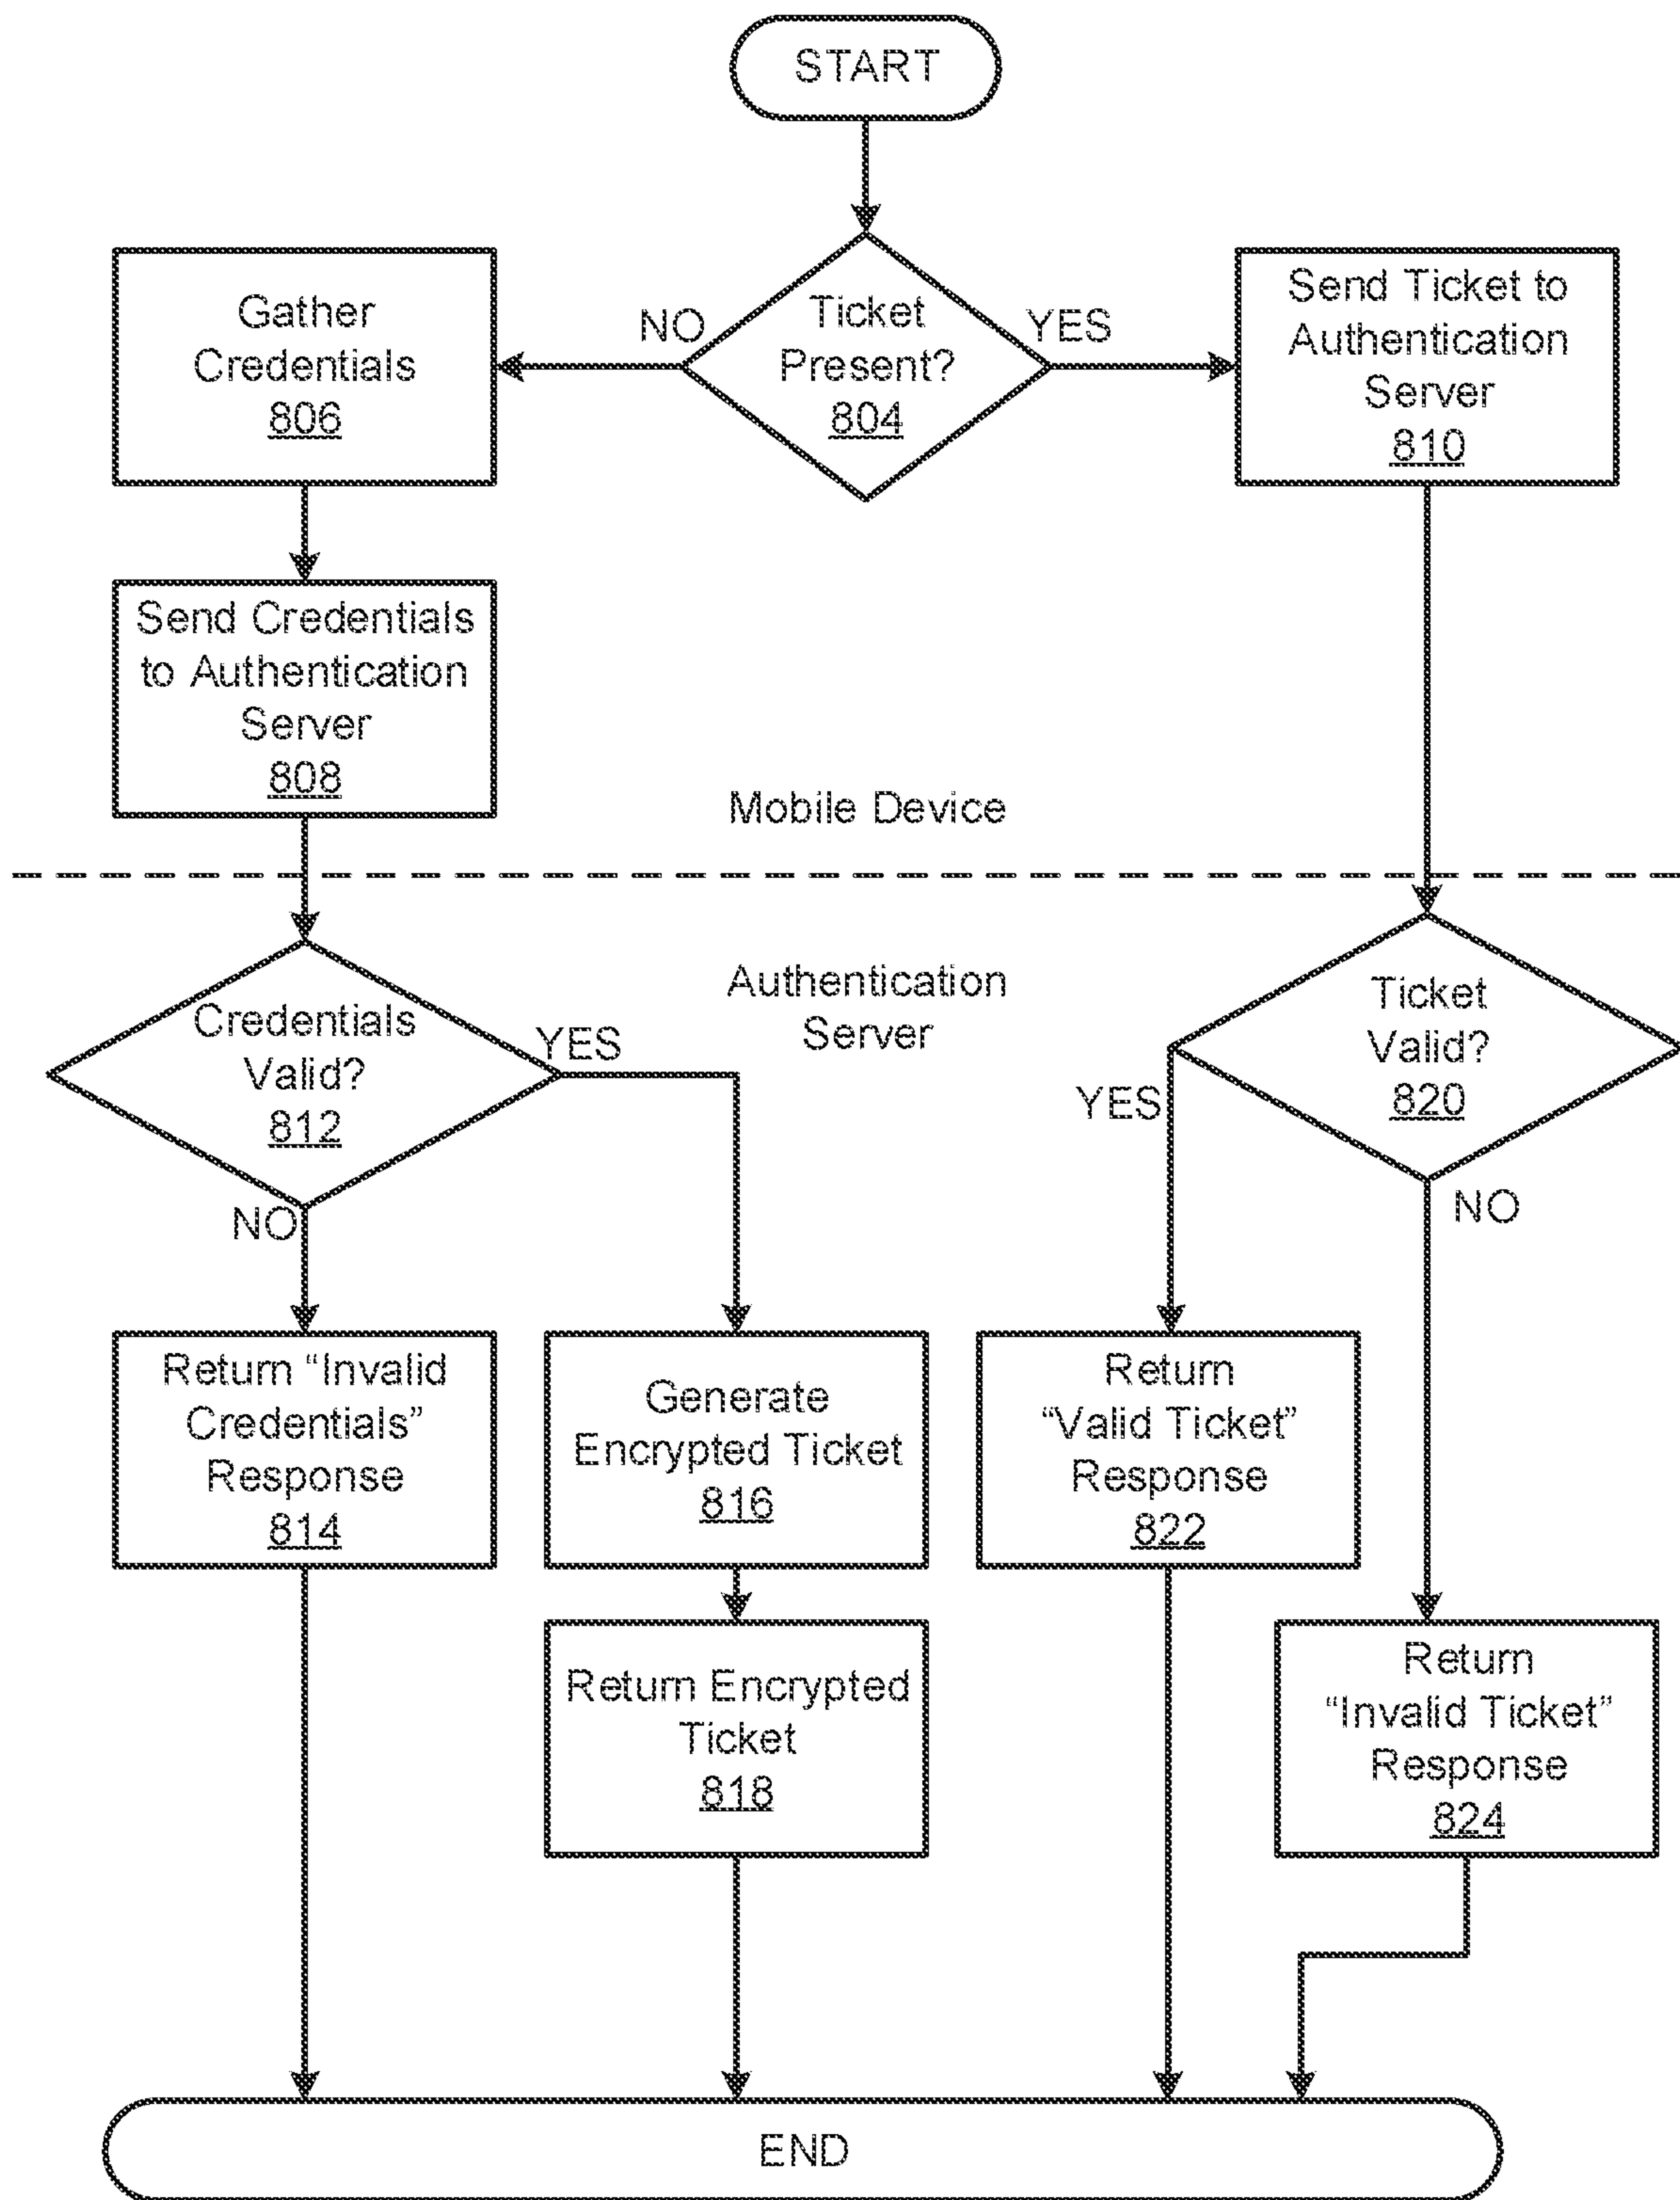 START
Gather
Credentials
806
NO
Ticket
Present?
804
YES
Send Ticket to
Authentication
Server
810
Send Credentials
to Authentication
Server
808
Mobile Device
Authentication
Server
Credentials
Valid?
812
YES
NO
Ticket
Valid?
820
YES
NO
Return “Invalid
Credentials”
Response
814
Generate
Encrypted Ticket
816
Return
“Valid Ticket”
Response
822
Return Encrypted
Ticket
818
Return
“Invalid Ticket”
Response
824
END